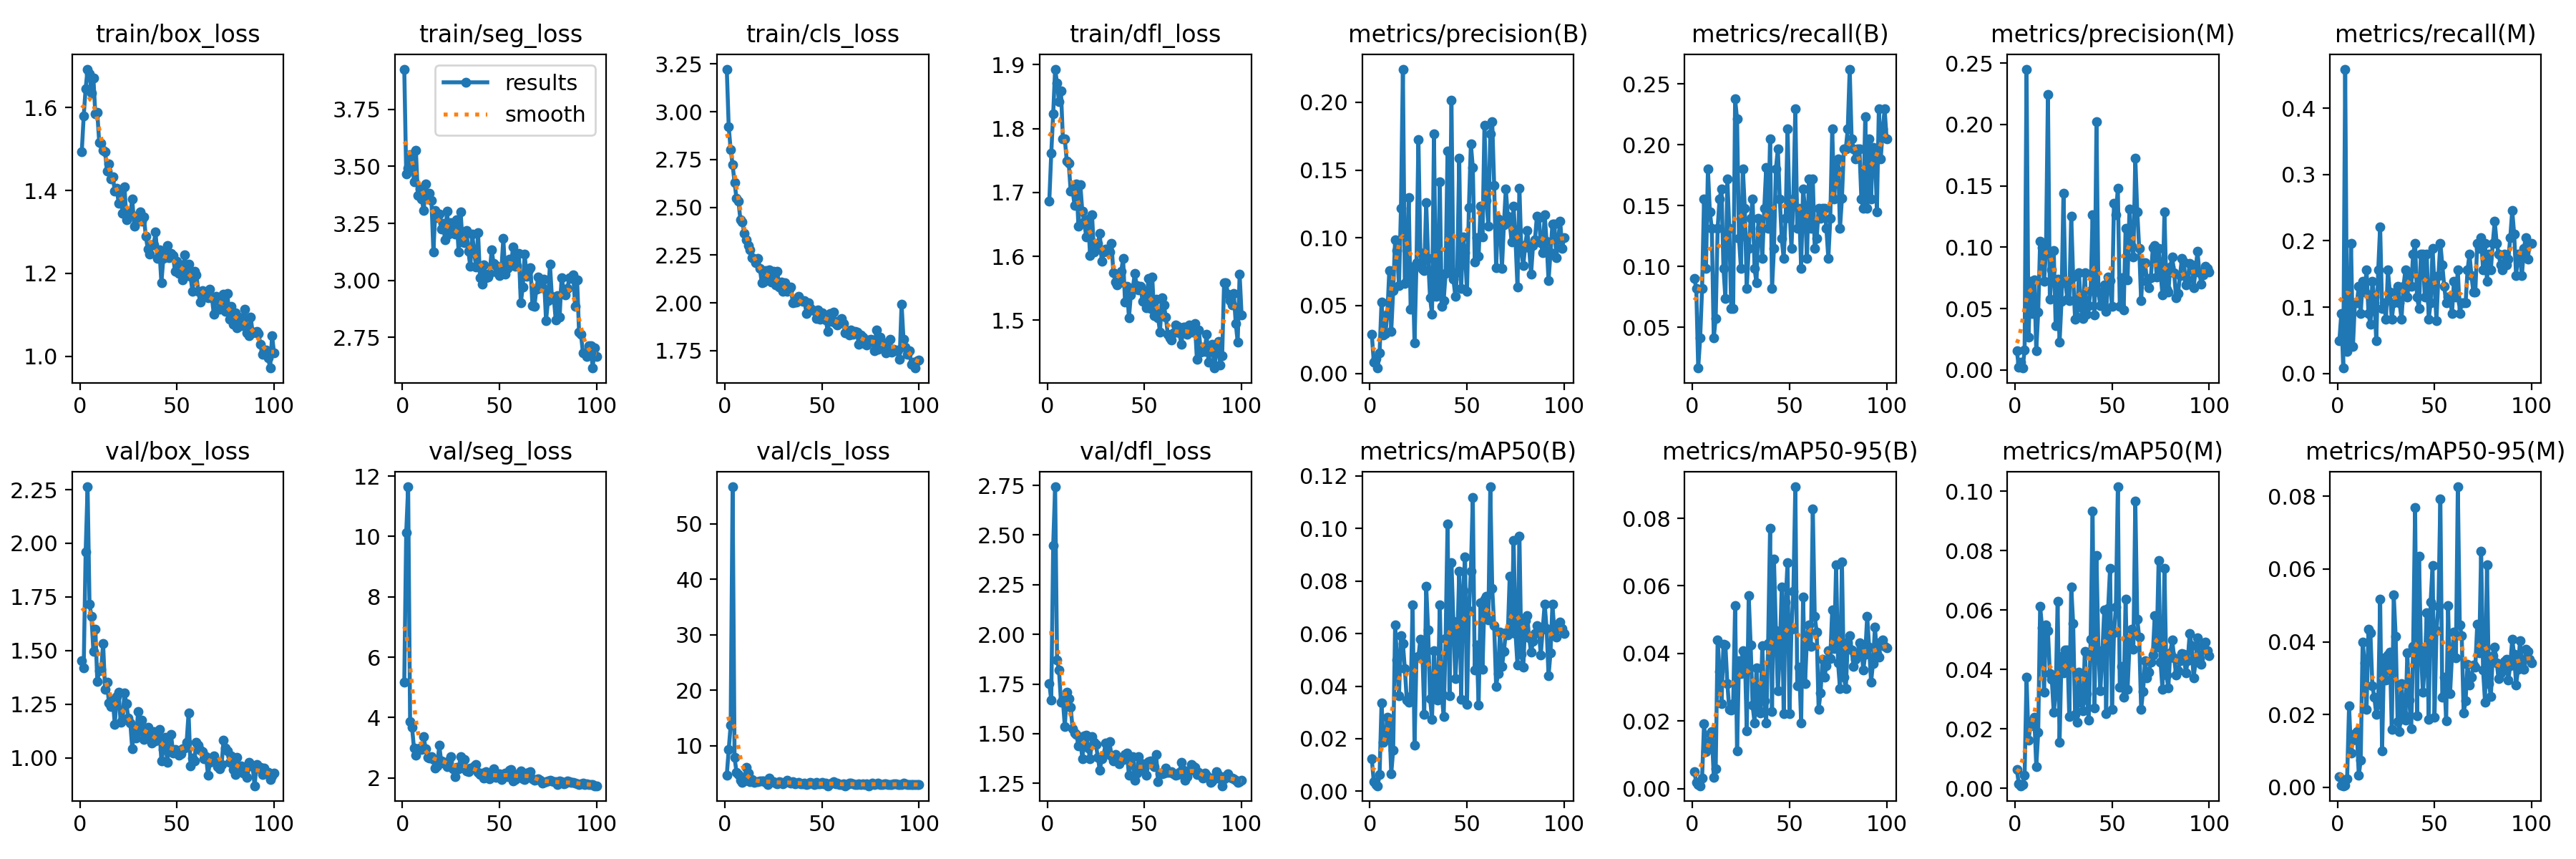 train/box_loss
1.6
1.4
1.2
1.0
0 50 100
train/seg_loss
results
smooth
3.75
3.50
3.25
3.00
2.75
0 50 100
train/cls_loss
3.25
3.00
2.75
2.50
2.25
2.00
1.75
0 50 100
train/dfl_loss
1.9
1.8
1.7
1.6
1.5
0 50 100
metrics/precision(B)
0.20
0.15
0.10
0.05
0.00
0 50 100
metrics/recall(B)
0.25
0.20
0.15
0.10
0.05
0 50 100
metrics/precision(M)
0.25
0.20
0.15
0.10
0.05
0.00
0 50 100
metrics/recall(M)
0.4
0.3
0.2
0.1
0.0
0 50 100
val/box_loss
2.25
2.00
1.75
1.50
1.25
1.00
0 50 100
val/seg_loss
12
10
8
6
4
2
0 50 100
val/cls_loss
50
40
30
20
10
0 50 100
val/dfl_loss
2.75
2.50
2.25
2.00
1.75
1.50
1.25
0 50 100
metrics/mAP50(B)
0.12
0.10
0.08
0.06
0.04
0.02
0.00
0 50 100
metrics/mAP50-95(B)
0.08
0.06
0.04
0.02
0.00
0 50 100
metrics/mAP50(M)
0.10
0.08
0.06
0.04
0.02
0.00
0 50 100
metrics/mAP50-95(M)
0.08
0.06
0.04
0.02
0.00
0 50 100